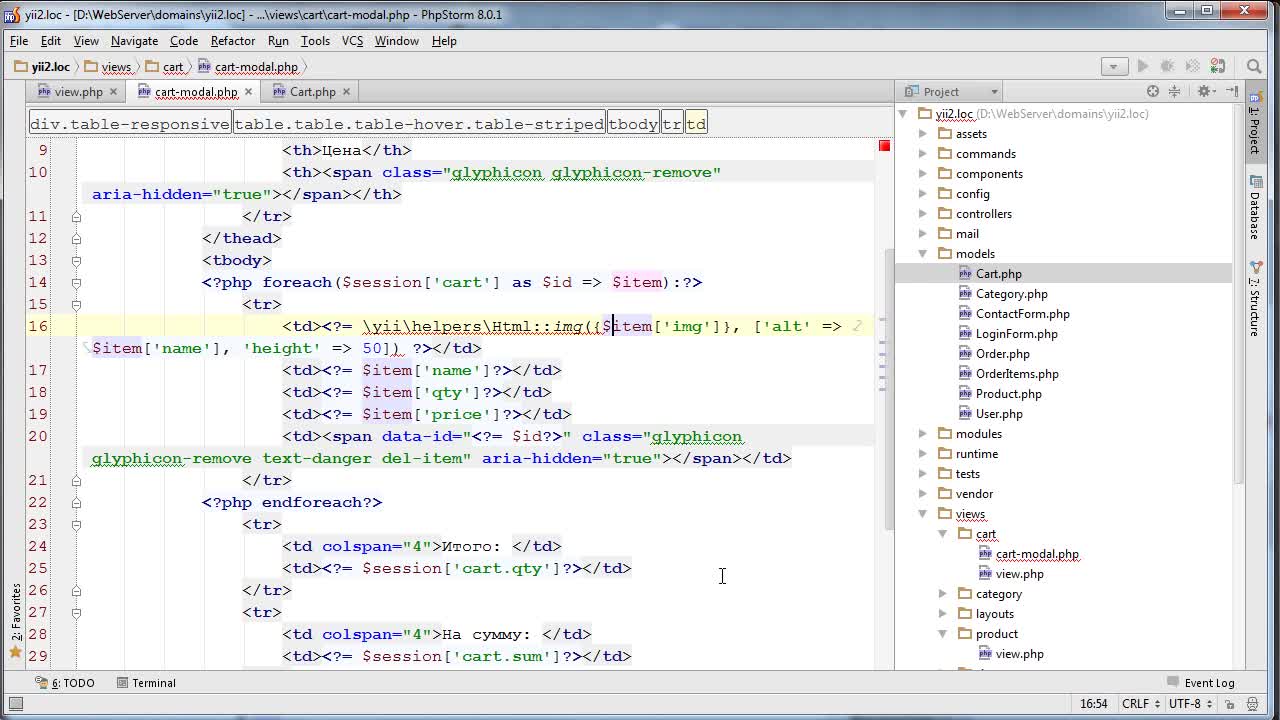 yii2.loc - [D:\WebServer\domains\yii2.loc] - ...\views\cart\cart-modal.php - PhpStorm 8.0.1
File Edit View Navigate Code Refactor Run Tools VCS Window Help
yii2.loc views cart cart-modal.php
view.php cart-modal.php Cart.php
div.table-responsive table.table.table-hover.table-striped tbody tr td
9 <th>Цена</th>
10 <th><span class="glyphicon glyphicon-remove"
aria-hidden="true"></span></th>
11 </tr>
12 </thead>
13 <tbody>
14 <?php foreach($session['cart'] as $id => $item):?>
15 <tr>
16 <td><?= \yii\helpers\Html::img({$item['img']}, ['alt' =>
$item['name'], 'height' => 50]) ?></td>
17 <td><?= $item['name']?></td>
18 <td><?= $item['qty']?></td>
19 <td><?= $item['price']?></td>
20 <td><span data-id="<?= $id?>" class="glyphicon
glyphicon-remove text-danger del-item" aria-hidden="true"></span></td>
21 </tr>
22 <?php endforeach?>
23 <tr>
24 <td colspan="4">Итого: </td>
25 <td><?= $session['cart.qty']?></td>
26 </tr>
27 <tr>
28 <td colspan="4">На сумму: </td>
29 <td><?= $session['cart.sum']?></td>
Project
yii2.loc (D:\WebServer\domains\yii2.loc)
assets
commands
components
config
controllers
mail
models
Cart.php
Category.php
ContactForm.php
LoginForm.php
Order.php
OrderItems.php
Product.php
User.php
modules
runtime
tests
vendor
views
cart
cart-modal.php
view.php
category
layouts
product
view.php
1: Project
Database
7: Structure
2: Favorites
6: TODO Terminal Event Log
16:54 CRLF UTF-8